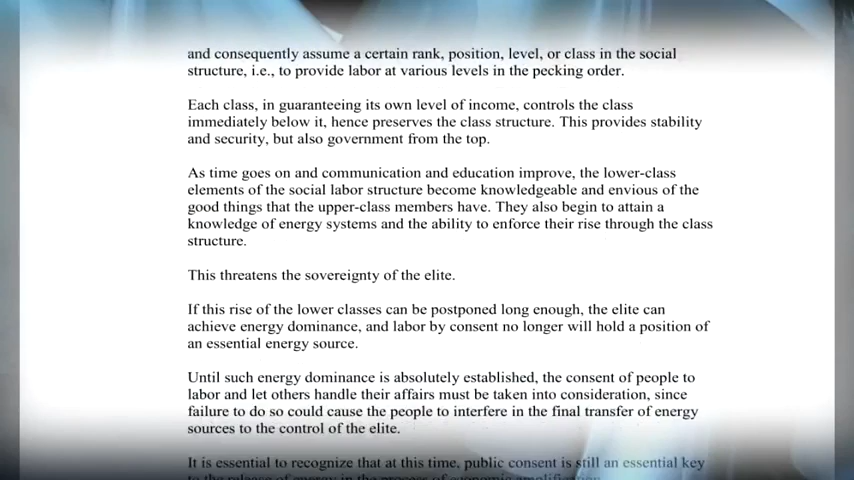 and consequently assume a certain rank, position, level, or class in the social
structure, i.e., to provide labor at various levels in the pecking order.
Each class, in guaranteeing its own level of income, controls the class
immediately below it, hence preserves the class structure. This provides stability
and security, but also government from the top.
As time goes on and communication and education improve, the lower-class
elements of the social labor structure become knowledgeable and envious of the
good things that the upper-class members have. They also begin to attain a
knowledge of energy systems and the ability to enforce their rise through the class
structure.
This threatens the sovereignty of the elite.
If this rise of the lower classes can be postponed long enough, the elite can
achieve energy dominance, and labor by consent no longer will hold a position of
an essential energy source.
Until such energy dominance is absolutely established, the consent of people to
labor and let others handle their affairs must be taken into consideration, since
failure to do so could cause the people to interfere in the final transfer of energy
sources to the control of the elite.
It is essential to recognize that at this time, public consent is still an essential key
to the release of energy in the process of economic amplification.